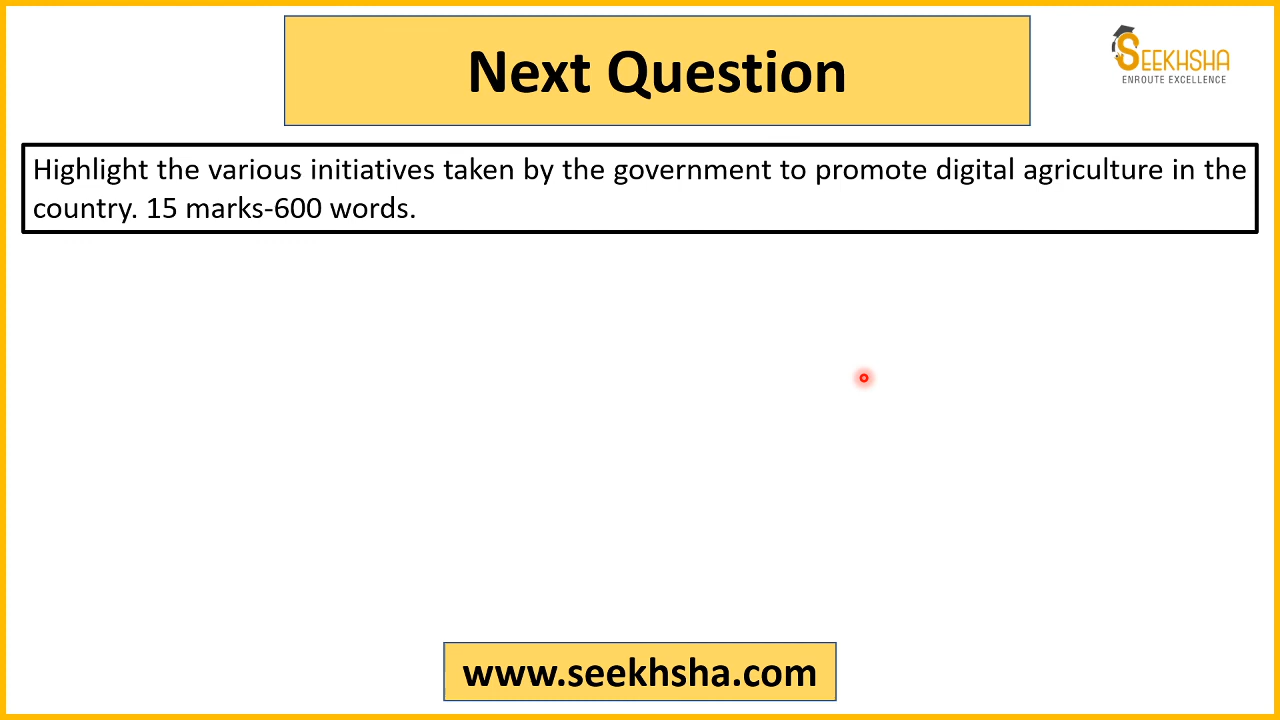 Next Question
SEEKHSHA
ENROUTE EXCELLENCE
Highlight the various initiatives taken by the government to promote digital agriculture in the
country. 15 marks-600 words.
www.seekhsha.com